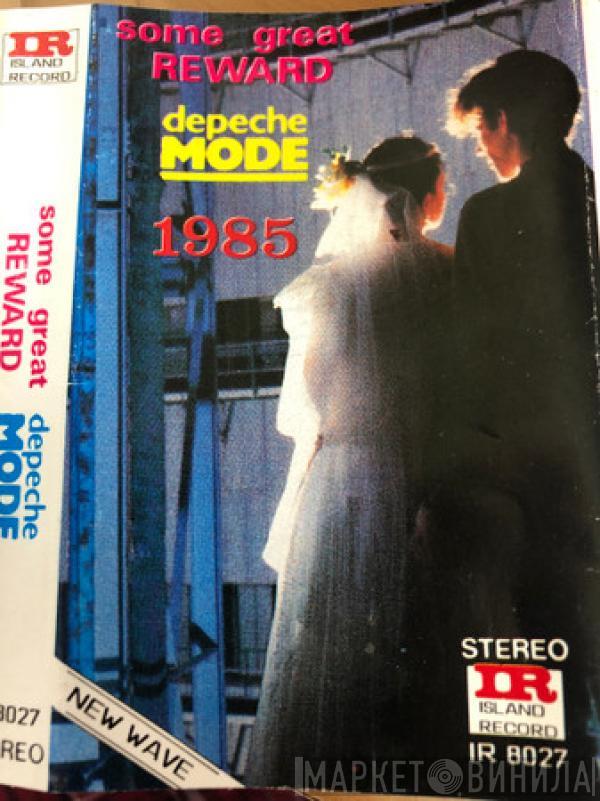 IR
ISLAND
RECORD
some great
REWARD
depeche
MODE
8027
REO
some great
REWARD
depeche
MODE
1985
NEW WAVE
STEREO
IR
ISLAND
RECORD
IR 8027
МАРКЕТ ВИНИЛА